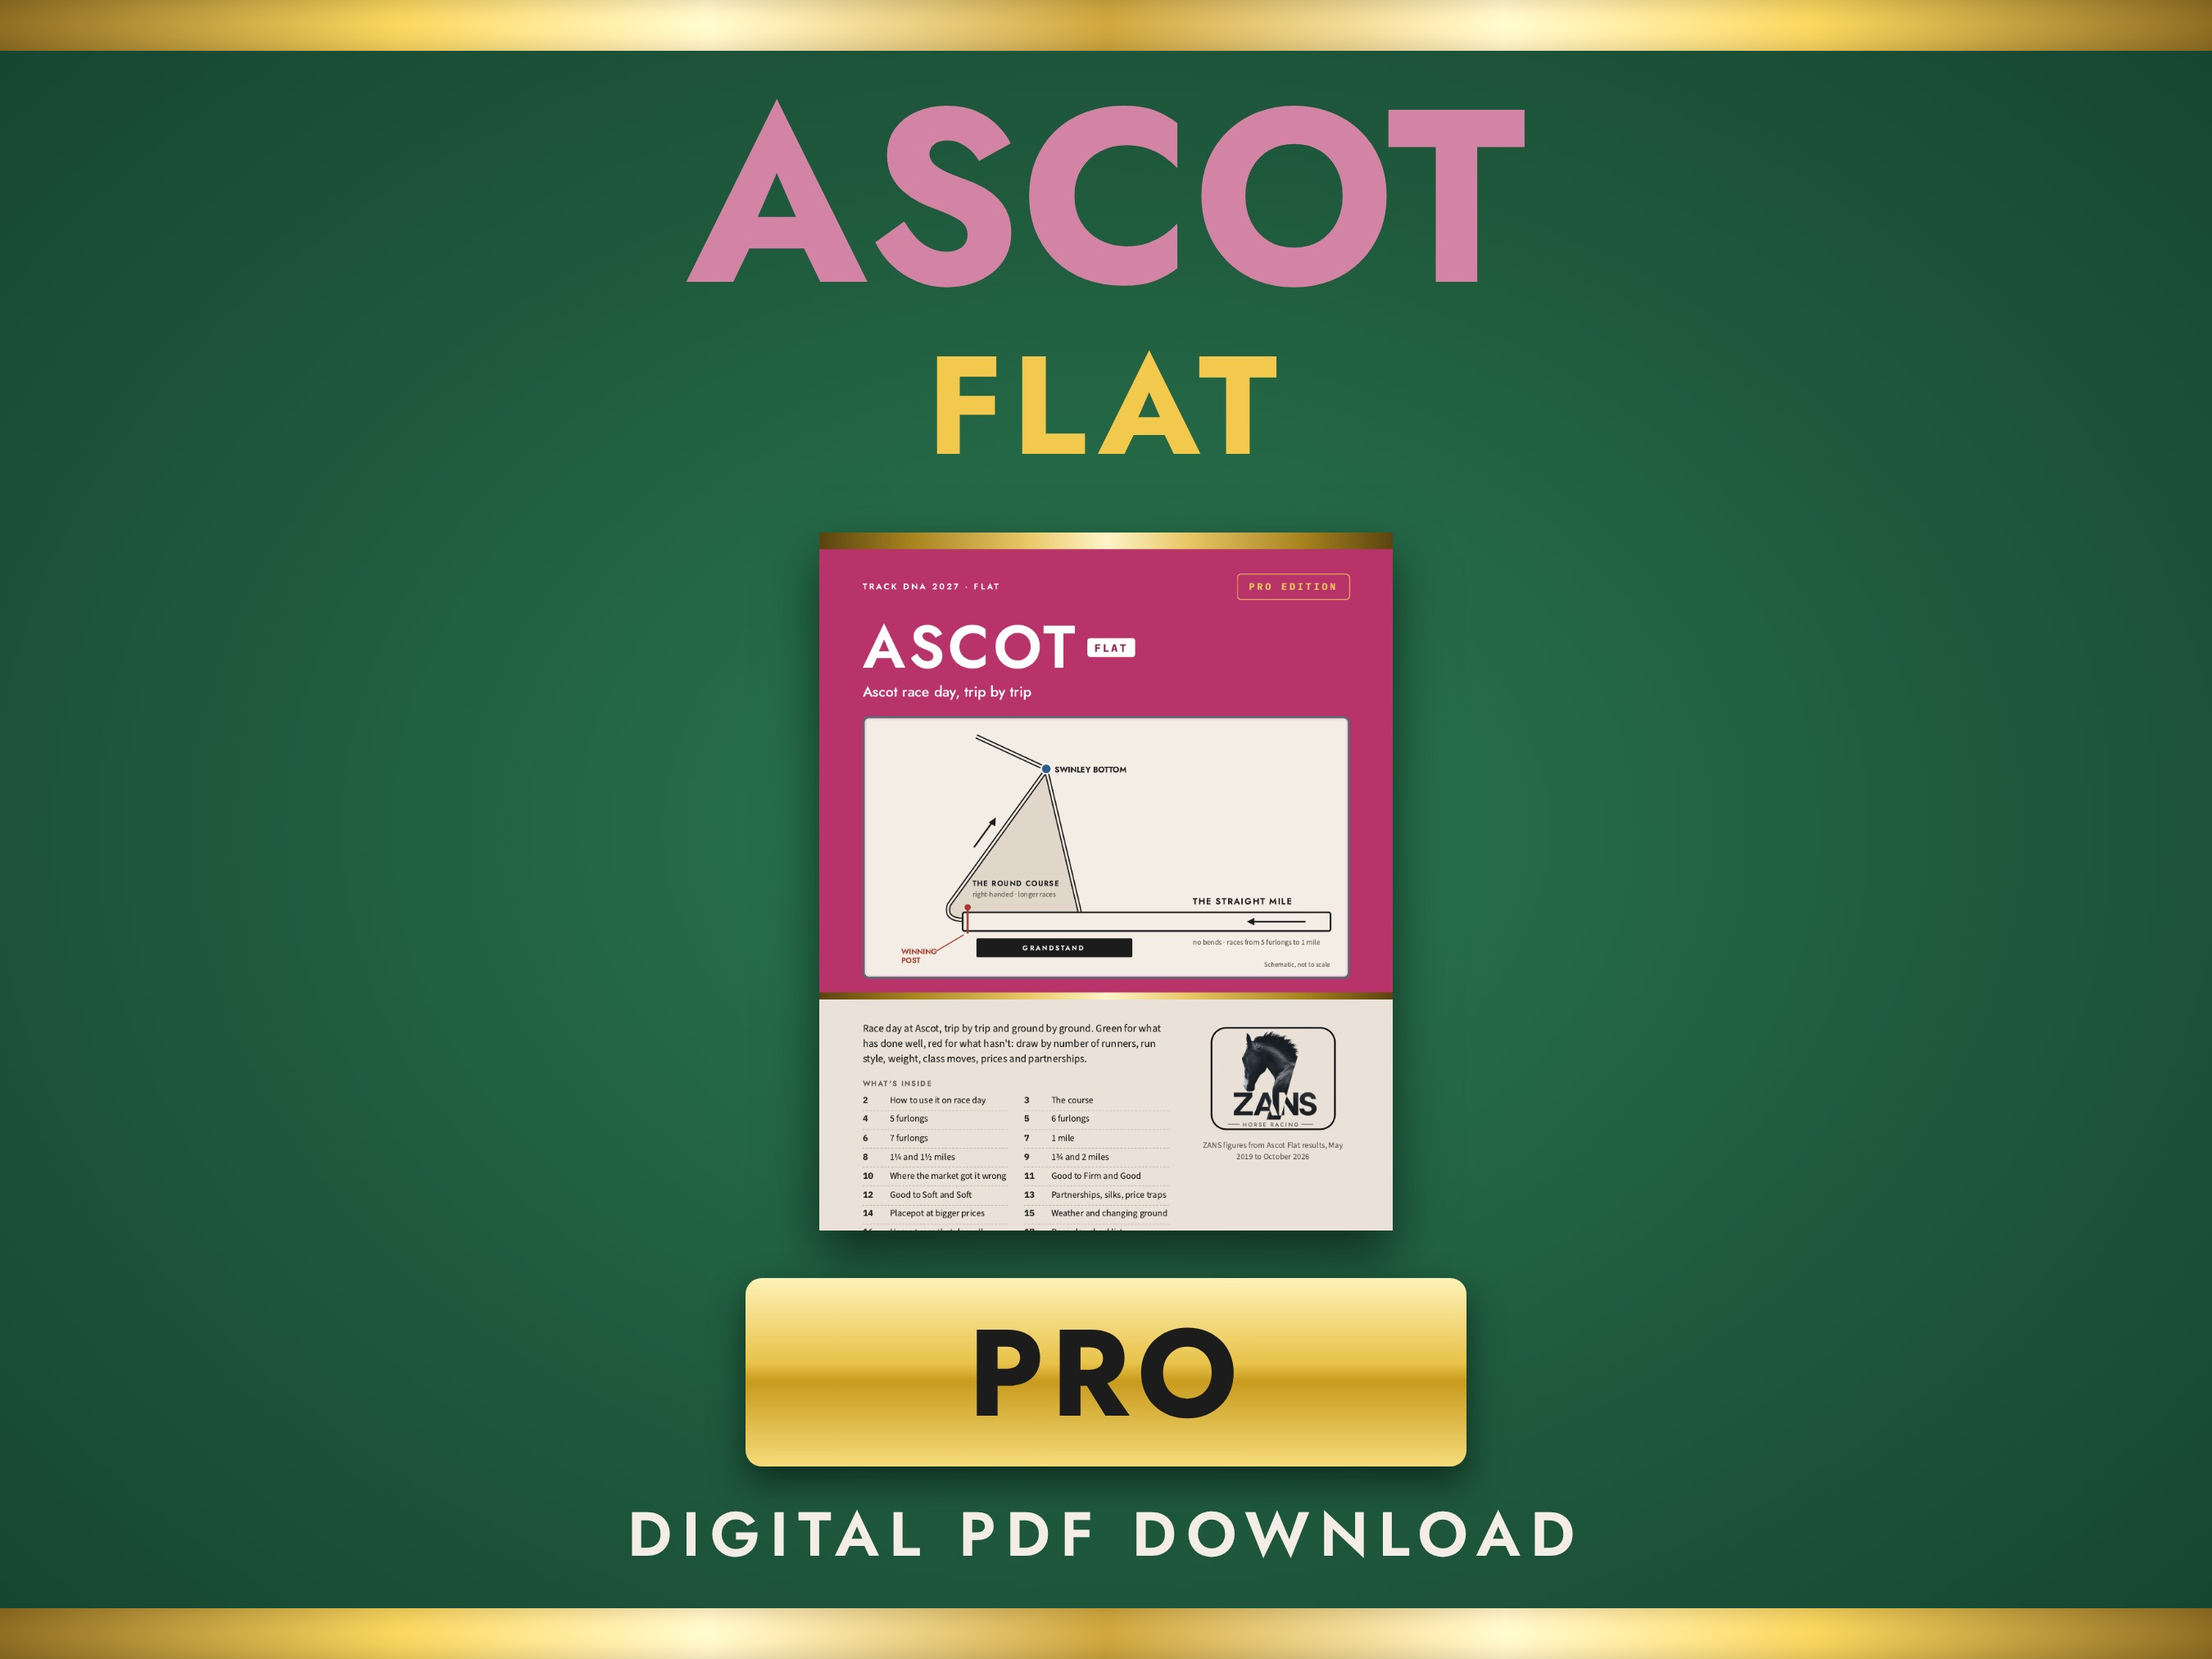 ASCOT
FLAT
TRACK DNA 2027 · FLAT
PRO EDITION
ASCOT FLAT
Ascot race day, trip by trip
SWINLEY BOTTOM
THE ROUND COURSE
right-handed · longer races
THE STRAIGHT MILE
WINNING
POST
GRANDSTAND
no bends · races from 5 furlongs to 1 mile
Schematic, not to scale
Race day at Ascot, trip by trip and ground by ground. Green for what
has done well, red for what hasn't: draw by number of runners, run
style, weight, class moves, prices and partnerships.
WHAT'S INSIDE
2 How to use it on race day 3 The course
4 5 furlongs 5 6 furlongs
6 7 furlongs 7 1 mile
8 1¼ and 1½ miles 9 1¾ and 2 miles
10 Where the market got it wrong 11 Good to Firm and Good
12 Good to Soft and Soft 13 Partnerships, silks, price traps
14 Placepot at bigger prices 15 Weather and changing ground
ZANS
HORSE RACING
ZANS figures from Ascot Flat results, May
2019 to October 2026
PRO
DIGITAL PDF DOWNLOAD